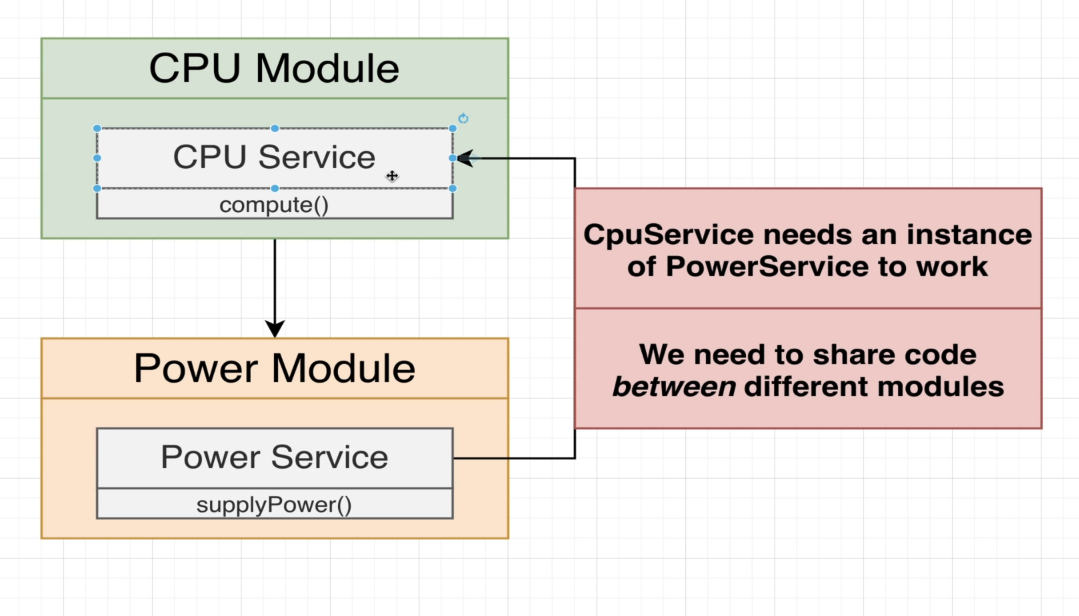 CPU Module
CPU Service
compute()
CpuService needs an instance
of PowerService to work
We need to share code
between different modules
Power Module
Power Service
supplyPower()